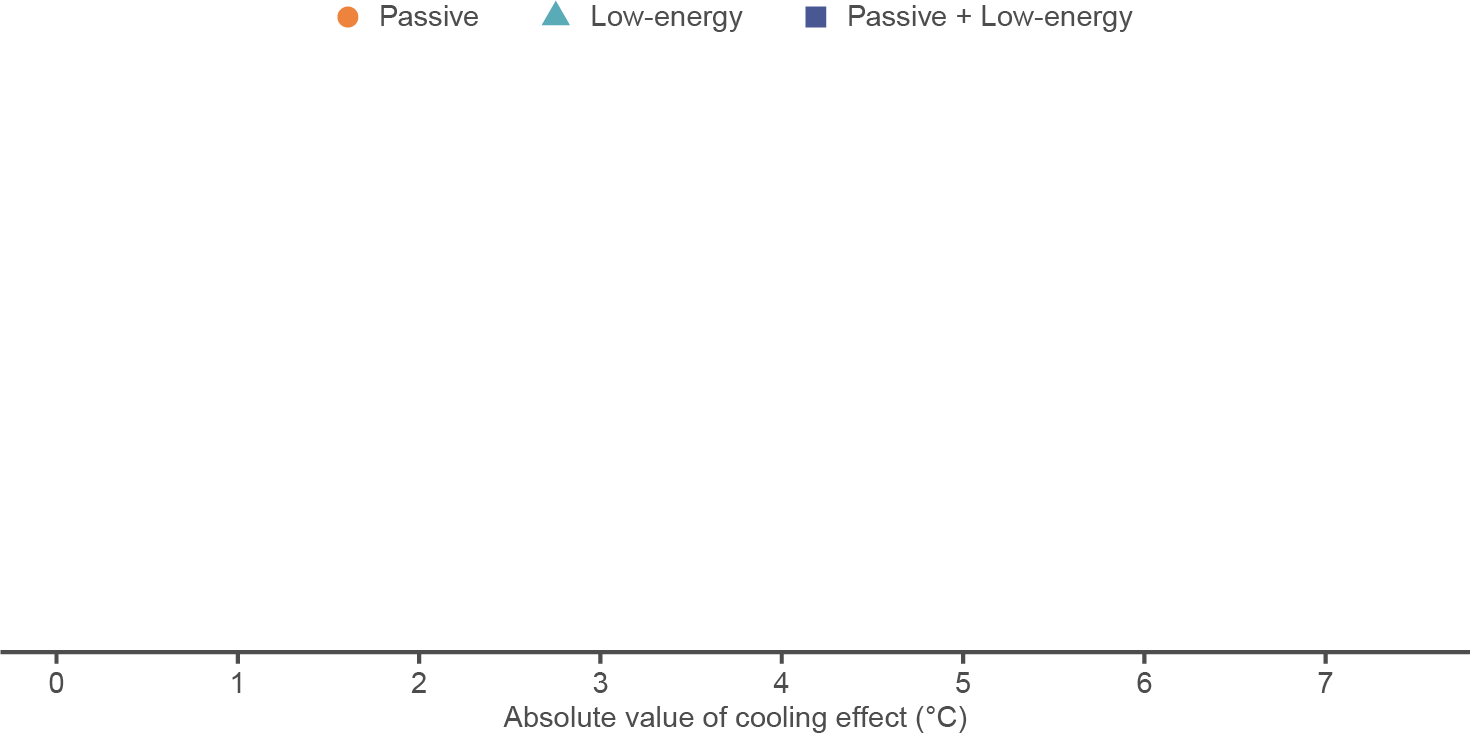 Passive Low-energy Passive + Low-energy
0 1 2 3 4 5 6 7
Absolute value of cooling effect (°C)